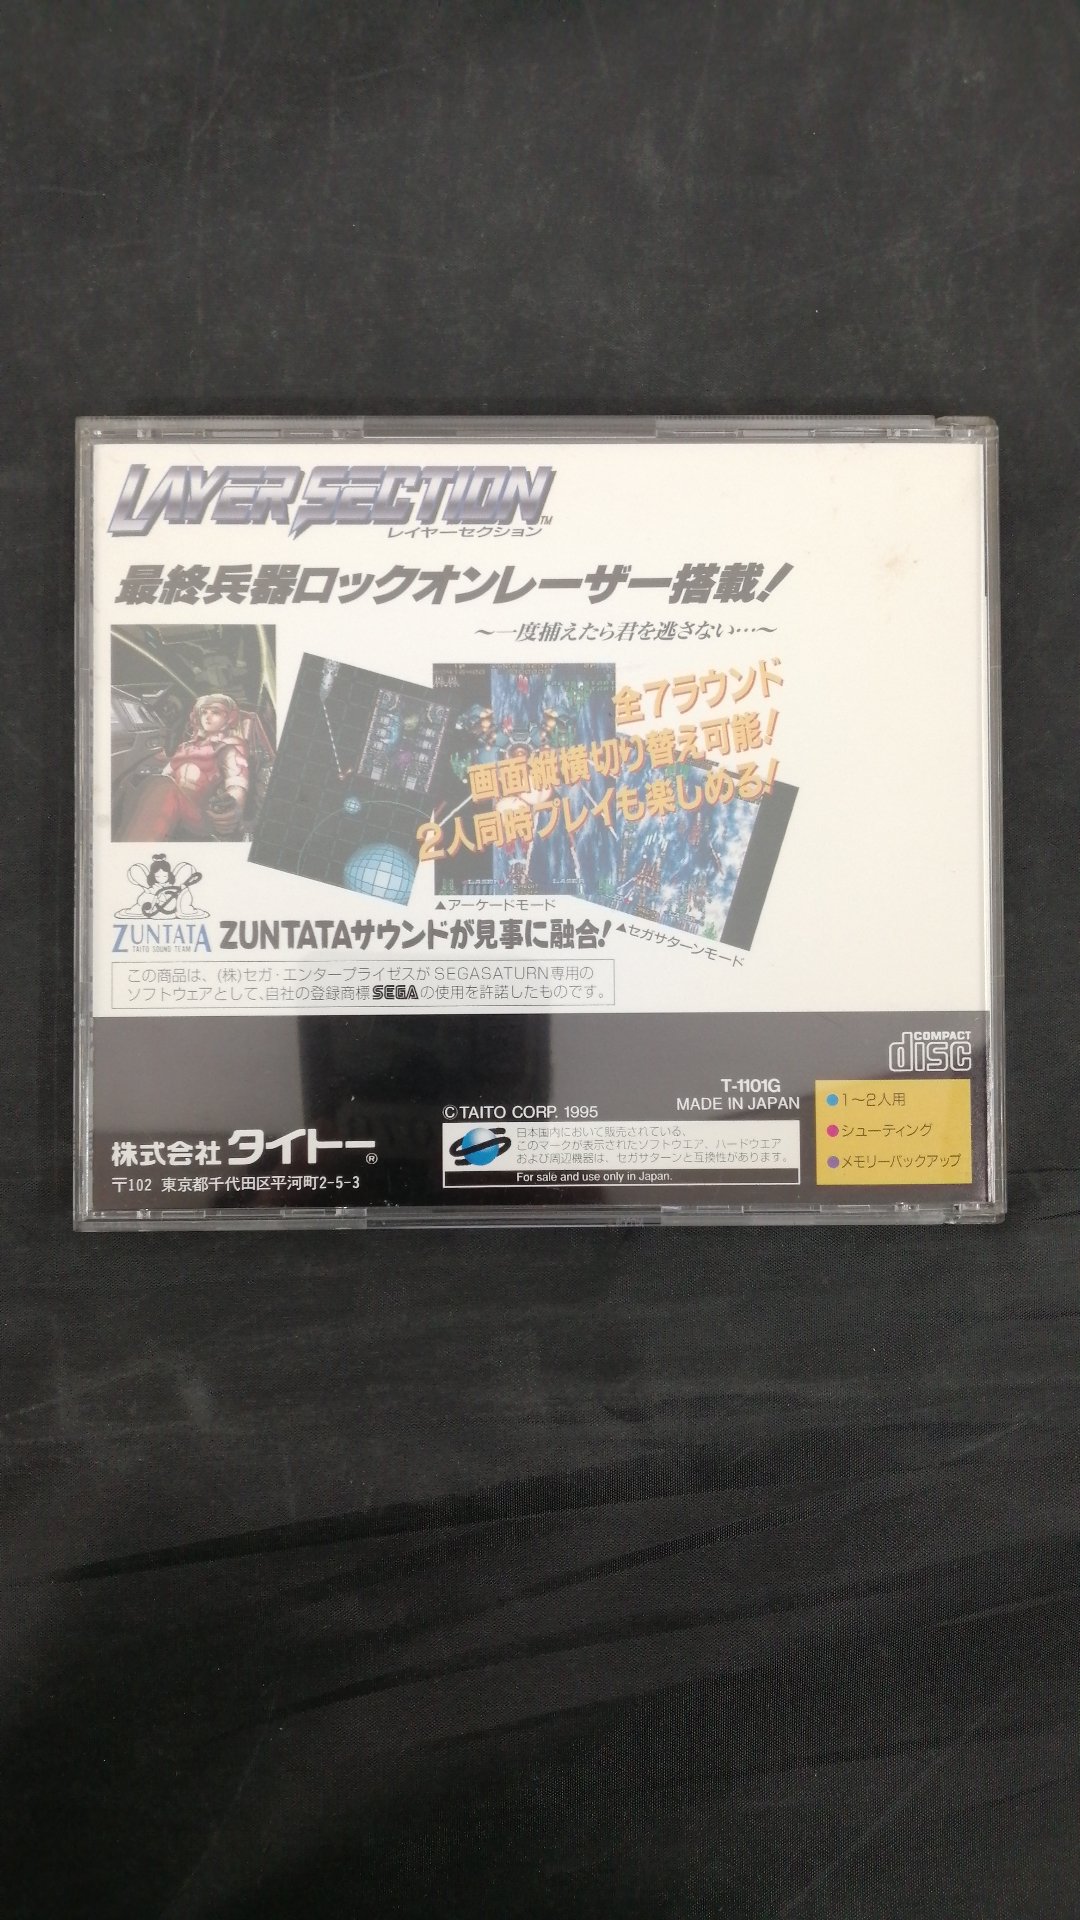 LAYER SECTION™
レイヤーセクション
最終兵器ロックオンレーザー搭載!
〜一度捕えたら君を逃さない…〜
全7ラウンド
画面縦横切り替え可能!
2人同時プレイも楽しめる!
▲アーケードモード
▲セガサターンモード
ZUNTATA
TAITO SOUND TEAM
ZUNTATAサウンドが見事に融合!
この商品は、(株)セガ・エンタープライゼスがSEGASATURN専用の
ソフトウェアとして、自社の登録商標SEGAの使用を許諾したものです。
COMPACT
disc
T-1101G
MADE IN JAPAN
©TAITO CORP. 1995
日本国内において販売されている、
このマークが表示されたソフトウエア、ハードウエア
および周辺機器は、セガサターンと互換性があります。
For sale and use only in Japan.
●1〜2人用
●シューティング
●メモリーバックアップ
株式会社タイトー®
〒102 東京都千代田区平河町2-5-3